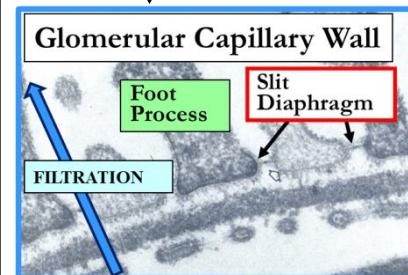 Glomerular Capillary Wall
Foot
Process
Slit
Diaphragm
FILTRATION